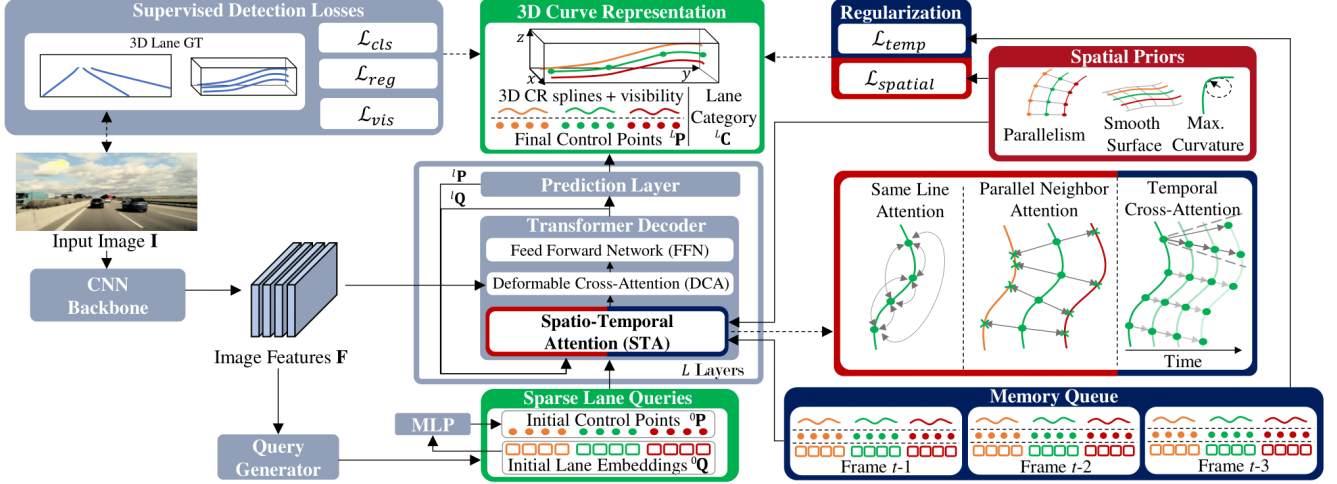 Supervised Detection Losses
3D Lane GT
ℒcls
ℒreg
ℒvis
3D Curve Representation
z
x
y
3D CR splines + visibility
Final Control Points ᴸP
Lane
Category
ᴸC
Regularization
ℒtemp
ℒspatial
Spatial Priors
Parallelism
Smooth
Surface
Max.
Curvature
Input Image I
CNN
Backbone
Image Features F
Query
Generator
MLP
ˡP
ˡQ
Prediction Layer
Transformer Decoder
Feed Forward Network (FFN)
Deformable Cross-Attention (DCA)
Spatio-Temporal
Attention (STA)
L Layers
Same Line
Attention
Parallel Neighbor
Attention
Temporal
Cross-Attention
Time
Sparse Lane Queries
Initial Control Points ⁰P
Initial Lane Embeddings ⁰Q
Memory Queue
Frame t-1
Frame t-2
Frame t-3